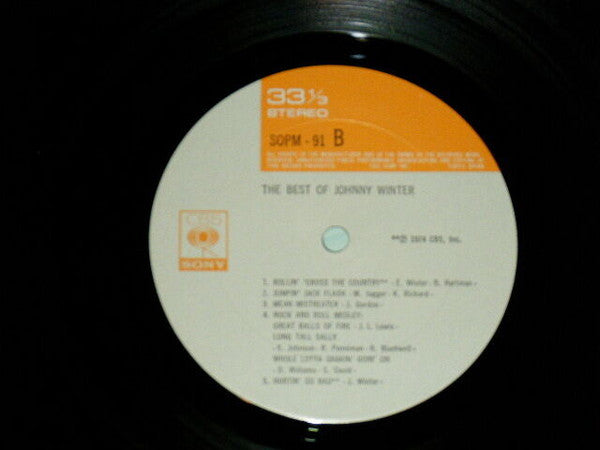 33 1/3
STEREO
SOPM - 91 B
THE BEST OF JOHNNY WINTER
1974 CBS, Inc.
CBS
SONY
1. ROLLIN' 'CROSS THE COUNTRY** - E. Winter - D. Hartman -
2. JUMPIN' JACK FLASH - M. Jagger - K. Richard -
3. MEAN MISTREATER - J. Gordon -
4. ROCK AND ROLL MEDLEY:
GREAT BALLS OF FIRE - J. L. Lewis -
LONG TALL SALLY
- E. Johnson - R. Penniman - R. Blackwell -
WHOLE LOTTA SHAKIN' GOIN' ON
- D. Williams - S. David -
5. HURTIN' SO BAD** - J. Winter -